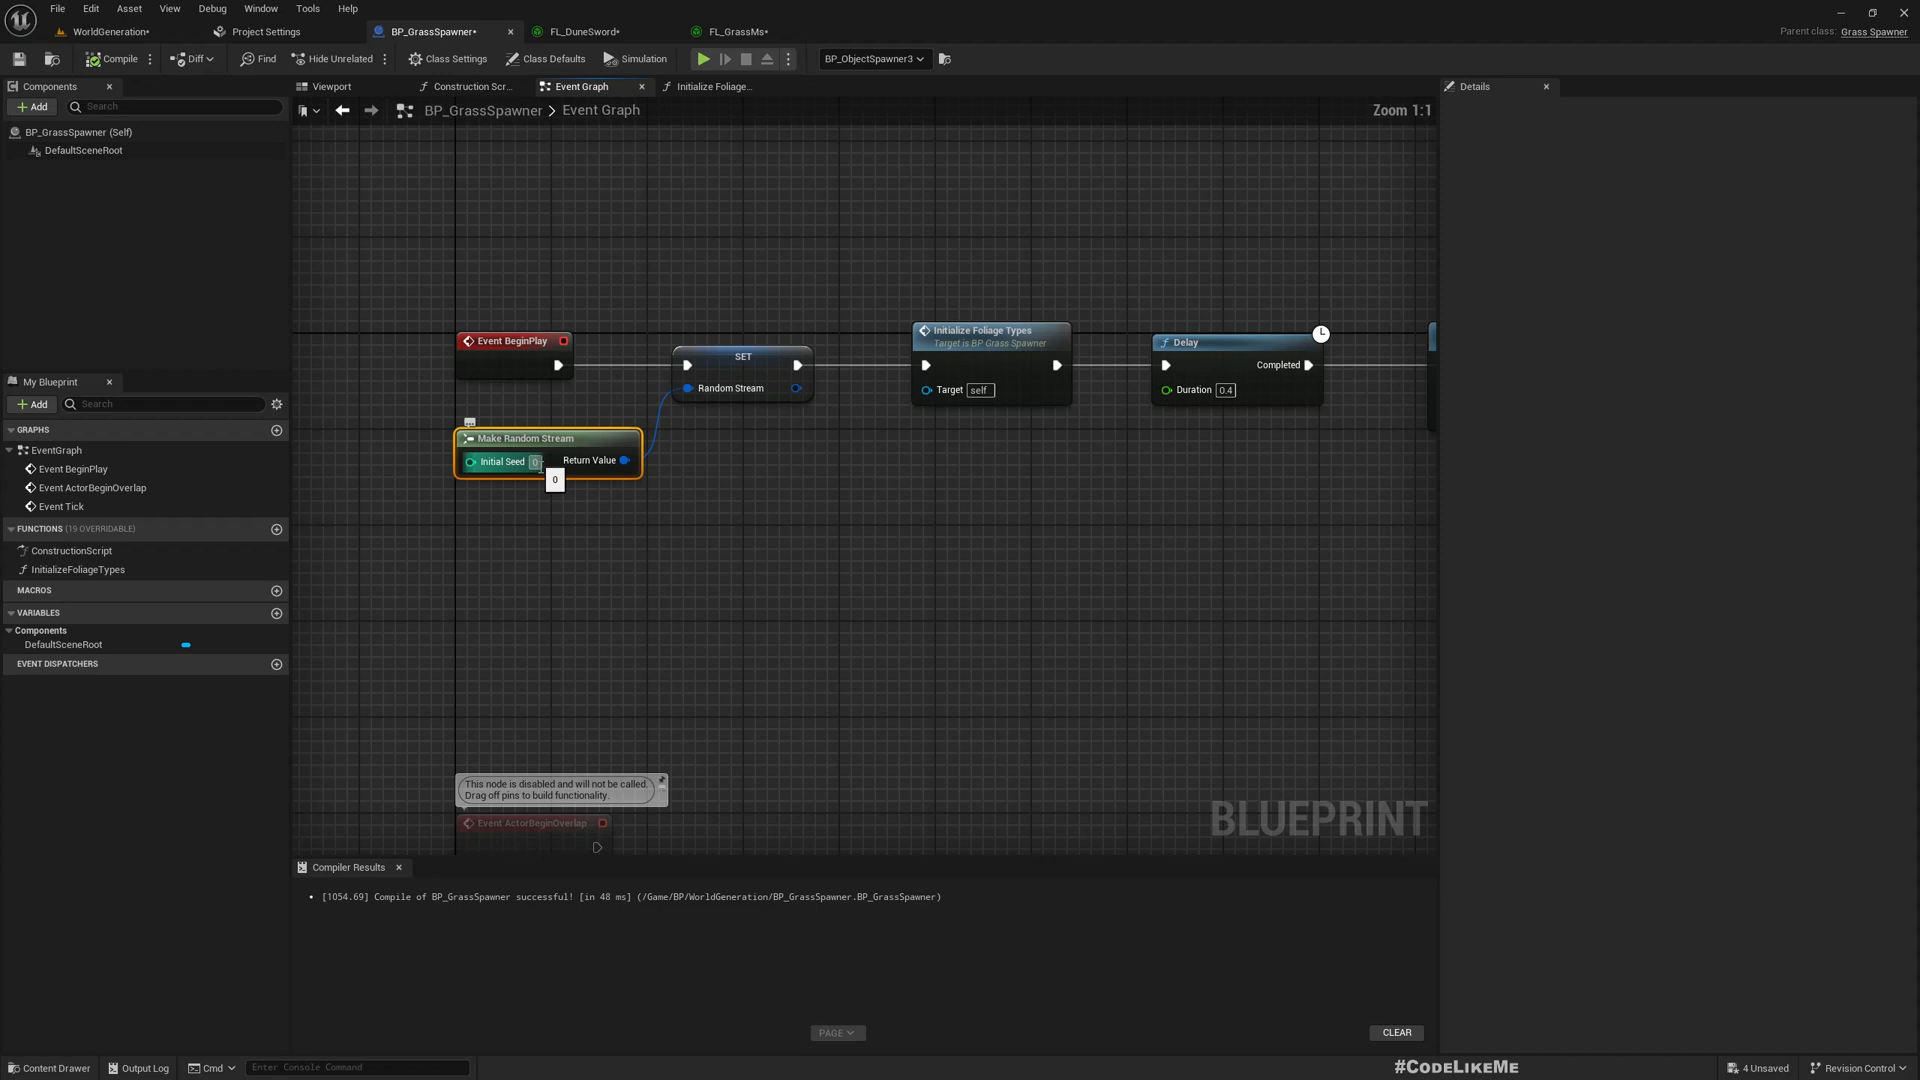 File Edit Asset View Debug Window Tools Help
WorldGeneration* Project Settings BP_GrassSpawner* FL_DuneSword* FL_GrassMs*
Parent class: Grass Spawner
Compile Diff Find Hide Unrelated Class Settings Class Defaults Simulation BP_ObjectSpawner3
Components
Viewport Construction Scr... Event Graph Initialize Foliage...
Details
Add Search
BP_GrassSpawner > Event Graph
Zoom 1:1
BP_GrassSpawner (Self)
DefaultSceneRoot
Event BeginPlay
SET
Random Stream
Initialize Foliage Types
Target is BP Grass Spawner
Target self
Delay
Completed
Duration 0.4
Make Random Stream
Initial Seed 0 Return Value
0
My Blueprint
Add Search
GRAPHS
EventGraph
Event BeginPlay
Event ActorBeginOverlap
Event Tick
FUNCTIONS (19 OVERRIDABLE)
ConstructionScript
InitializeFoliageTypes
MACROS
VARIABLES
Components
DefaultSceneRoot
EVENT DISPATCHERS
This node is disabled and will not be called.
Drag off pins to build functionality.
Event ActorBeginOverlap
BLUEPRINT
Compiler Results
[1054.69] Compile of BP_GrassSpawner successful! [in 48 ms] (/Game/BP/WorldGeneration/BP_GrassSpawner.BP_GrassSpawner)
PAGE
CLEAR
Content Drawer Output Log Cmd Enter Console Command
#CODELIKEME
4 Unsaved Revision Control